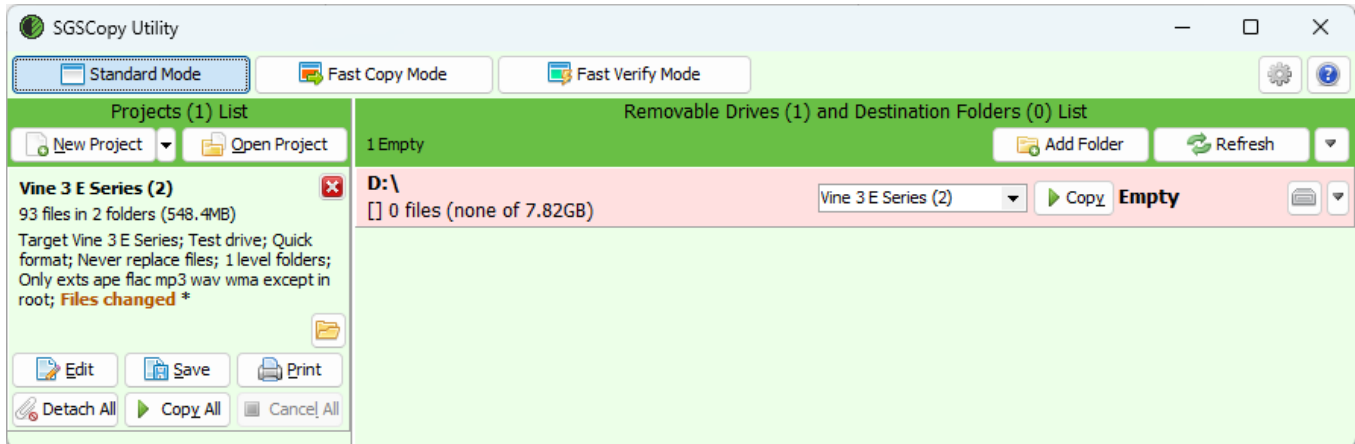 SGSCopy Utility
Standard Mode
Fast Copy Mode
Fast Verify Mode
Projects (1) List
New Project
Open Project
Vine 3 E Series (2)
93 files in 2 folders (548.4MB)
Target Vine 3 E Series; Test drive; Quick
format; Never replace files; 1 level folders;
Only exts ape flac mp3 wav wma except in
root; Files changed *
Edit
Save
Print
Detach All
Copy All
Cancel All
Removable Drives (1) and Destination Folders (0) List
1 Empty
Add Folder
Refresh
D:\
[] 0 files (none of 7.82GB)
Vine 3 E Series (2)
Copy
Empty